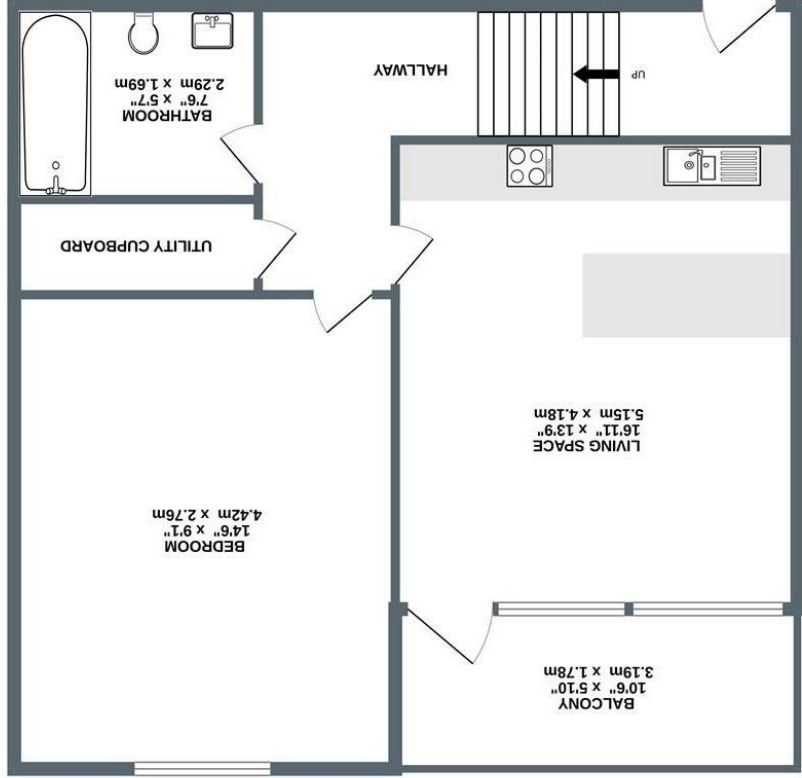 BALCONY
10'6" x 5'10"
3.19m x 1.78m
BEDROOM
14'6" x 9'1"
4.42m x 2.76m
LIVING SPACE
16'11" x 13'9"
5.15m x 4.18m
UTILITY CUPBOARD
BATHROOM
7'6" x 5'7"
2.29m x 1.69m
UP
HALLWAY